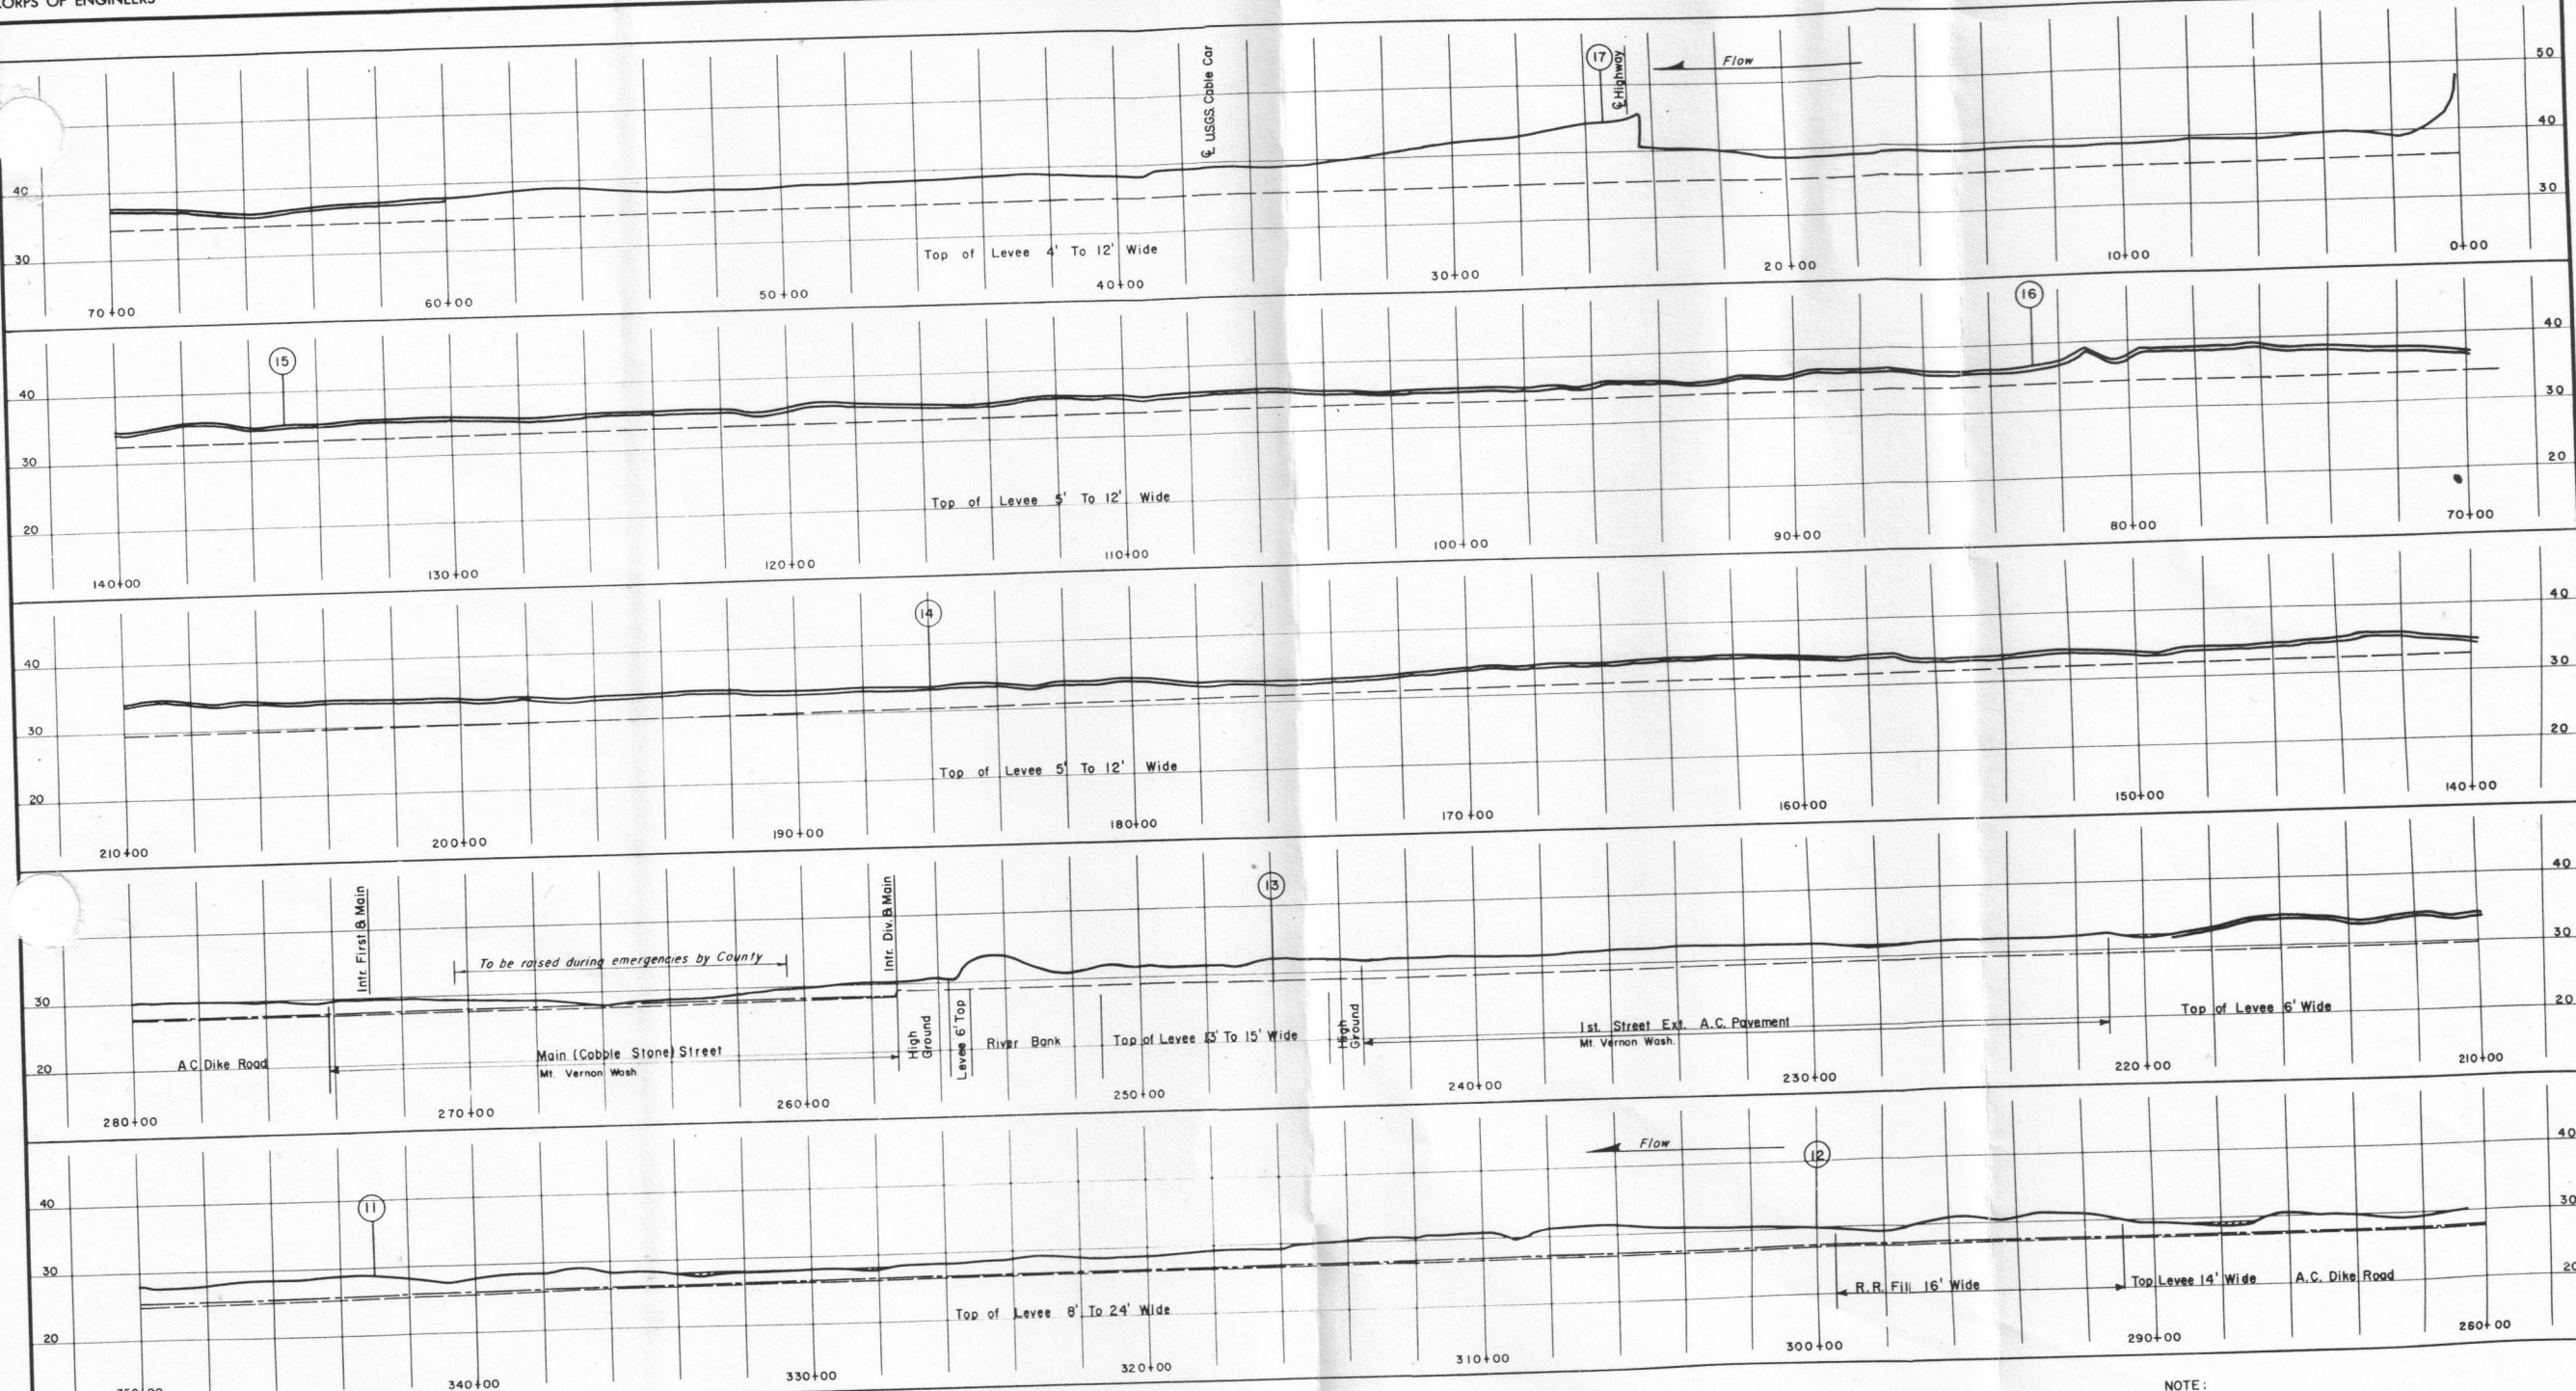 CORPS OF ENGINEERS
℄ U.S.G.S. Cable Car
17
℄ Highway
Flow
50
40
30
40
30
Top of Levee 4' To 12' Wide
70+00
60+00
50+00
40+00
30+00
20+00
10+00
0+00
15
16
40
30
20
40
30
20
Top of Levee 5' To 12' Wide
140+00
130+00
120+00
110+00
100+00
90+00
80+00
70+00
14
40
30
20
40
30
20
Top of Levee 5' To 12' Wide
210+00
200+00
190+00
180+00
170+00
160+00
150+00
140+00
Intr. First & Main
To be raised during emergencies by County
Intr. Div. & Main
13
30
20
40
30
20
A C Dike Road
Main (Cobble Stone) Street
Mt. Vernon Wash.
High Ground
Levee 6' Top
River Bank
Top of Levee 13' To 15' Wide
High Ground
1st. Street Ext. A.C. Pavement
Mt. Vernon Wash.
Top of Levee 6' Wide
280+00
270+00
260+00
250+00
240+00
230+00
220+00
210+00
11
Flow
12
40
30
20
40
30
20
Top of Levee 8' To 24' Wide
R.R. Fill 16' Wide
Top Levee 14' Wide
A.C. Dike Road
340+00
330+00
320+00
310+00
300+00
290+00
280+00
NOTE: